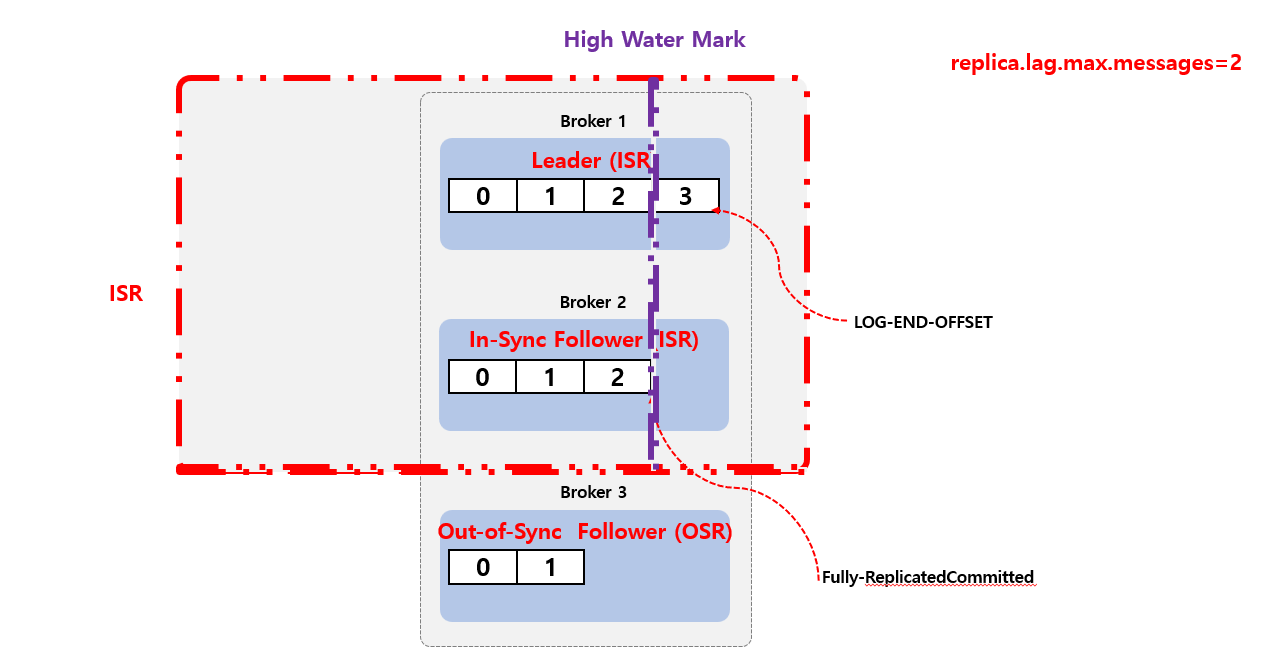 High Water Mark
replica.lag.max.messages=2
Broker 1
Leader (ISR
0 1 2 3
ISR
Broker 2
LOG-END-OFFSET
In-Sync Follower (ISR)
0 1 2
Broker 3
Out-of-Sync Follower (OSR)
0 1
Fully-ReplicatedCommitted